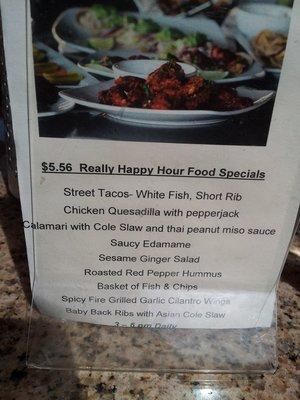 $5.56 Really Happy Hour Food Specials
Street Tacos- White Fish, Short Rib
Chicken Quesadilla with pepperjack
Calamari with Cole Slaw and thai peanut miso sauce
Saucy Edamame
Sesame Ginger Salad
Roasted Red Pepper Hummus
Basket of Fish & Chips
Spicy Fire Grilled Garlic Cilantro Wings
Baby Back Ribs with Asian Cole Slaw
3 – 6 pm Daily